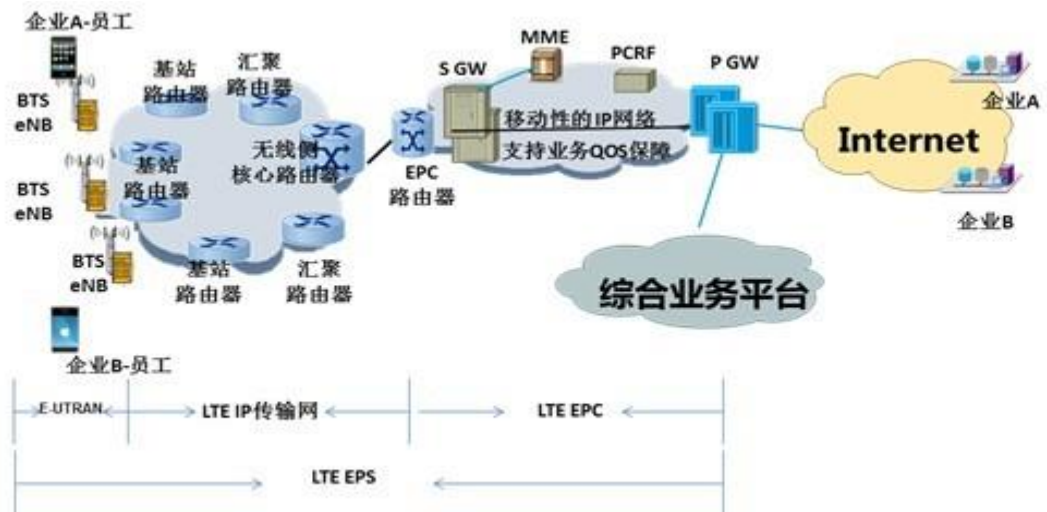 企业A-员工
BTS
eNB
基站
路由器
汇聚
路由器
无线侧
核心路由器
BTS
eNB
基站
路由器
BTS
eNB
基站
路由器
汇聚
路由器
企业B-员工
EPC
路由器
S GW
MME
PCRF
P GW
移动性的IP网络
支持业务QOS保障
Internet
企业A
企业B
综合业务平台
E-UTRAN
LTE IP传输网
LTE EPC
LTE EPS